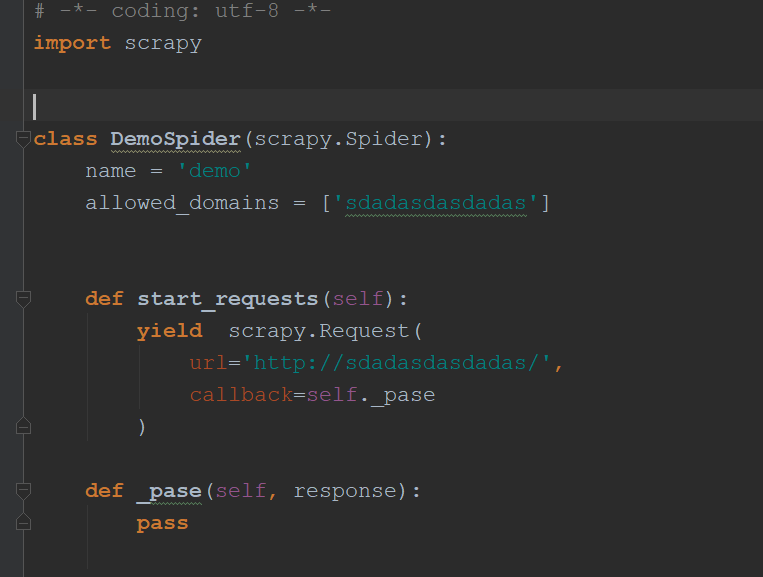 # -*- coding: utf-8 -*-
import scrapy
class DemoSpider(scrapy.Spider):
    name = 'demo'
    allowed_domains = ['sdadasdasdadas']
    def start_requests(self):
        yield  scrapy.Request(
            url='http://sdadasdasdadas/',
            callback=self._pase
        )
    def _pase(self, response):
        pass